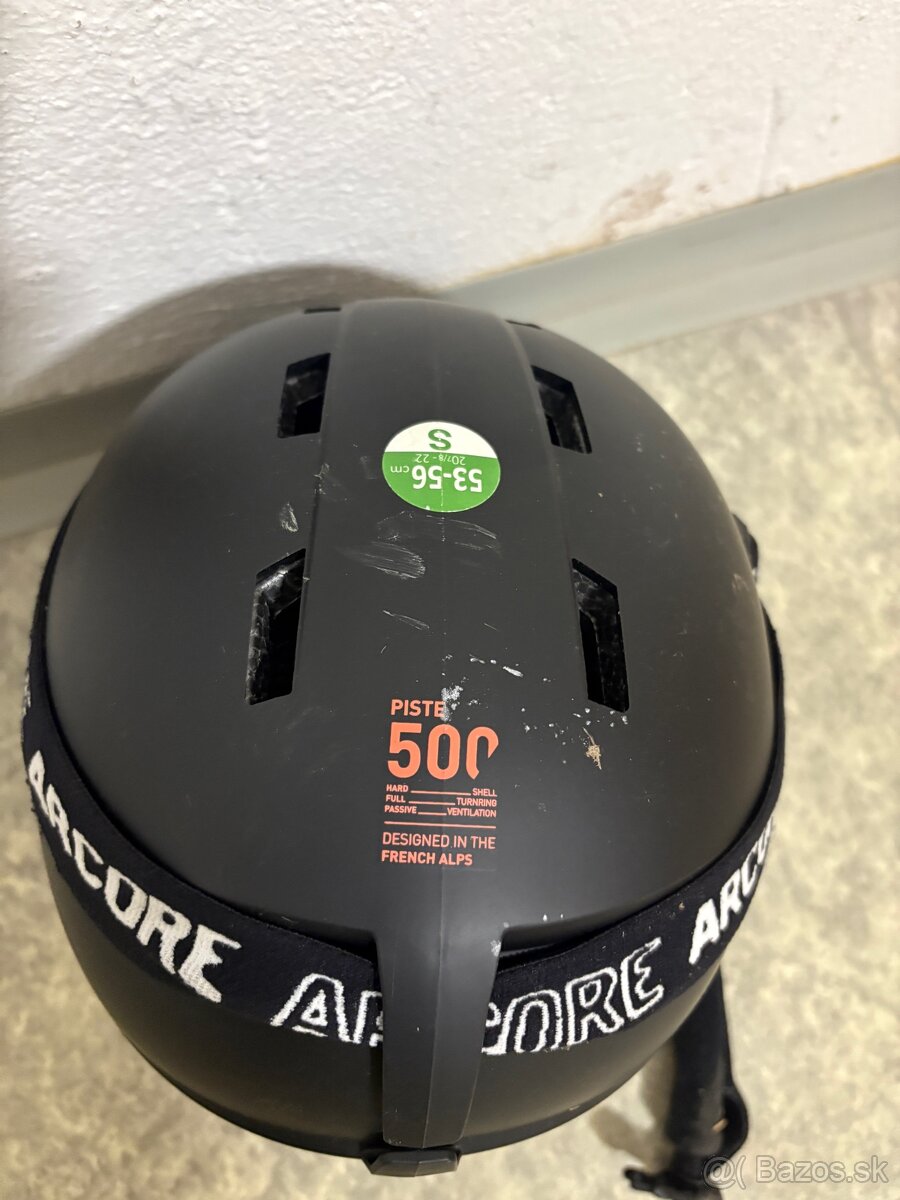 S
53-56 cm
20 7/8 - 22
PISTE
500
HARD SHELL
FULL TURNRING
PASSIVE VENTILATION
DESIGNED IN THE
FRENCH ALPS
ARCORE
ARCORE
ARCO
@( Bazos.sk